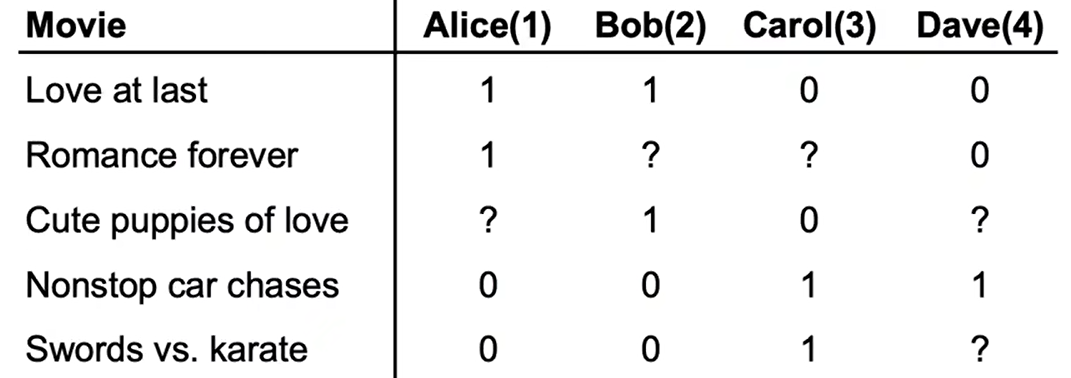 Movie Alice(1) Bob(2) Carol(3) Dave(4)
Love at last 1 1 0 0
Romance forever 1 ? ? 0
Cute puppies of love ? 1 0 ?
Nonstop car chases 0 0 1 1
Swords vs. karate 0 0 1 ?